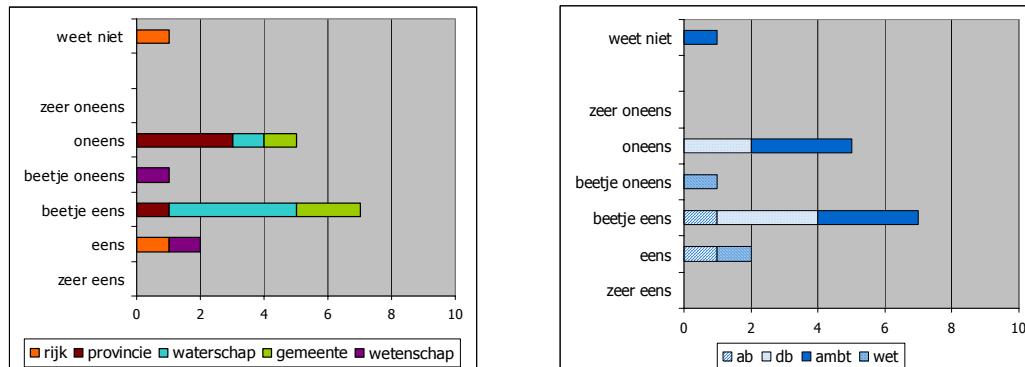 weet niet
zeer oneens
oneens
beetje oneens
beetje eens
eens
zeer eens
0 2 4 6 8 10
rijk provincie waterschap gemeente wetenschap
weet niet
zeer oneens
oneens
beetje oneens
beetje eens
eens
zeer eens
0 2 4 6 8 10
ab db ambt wet